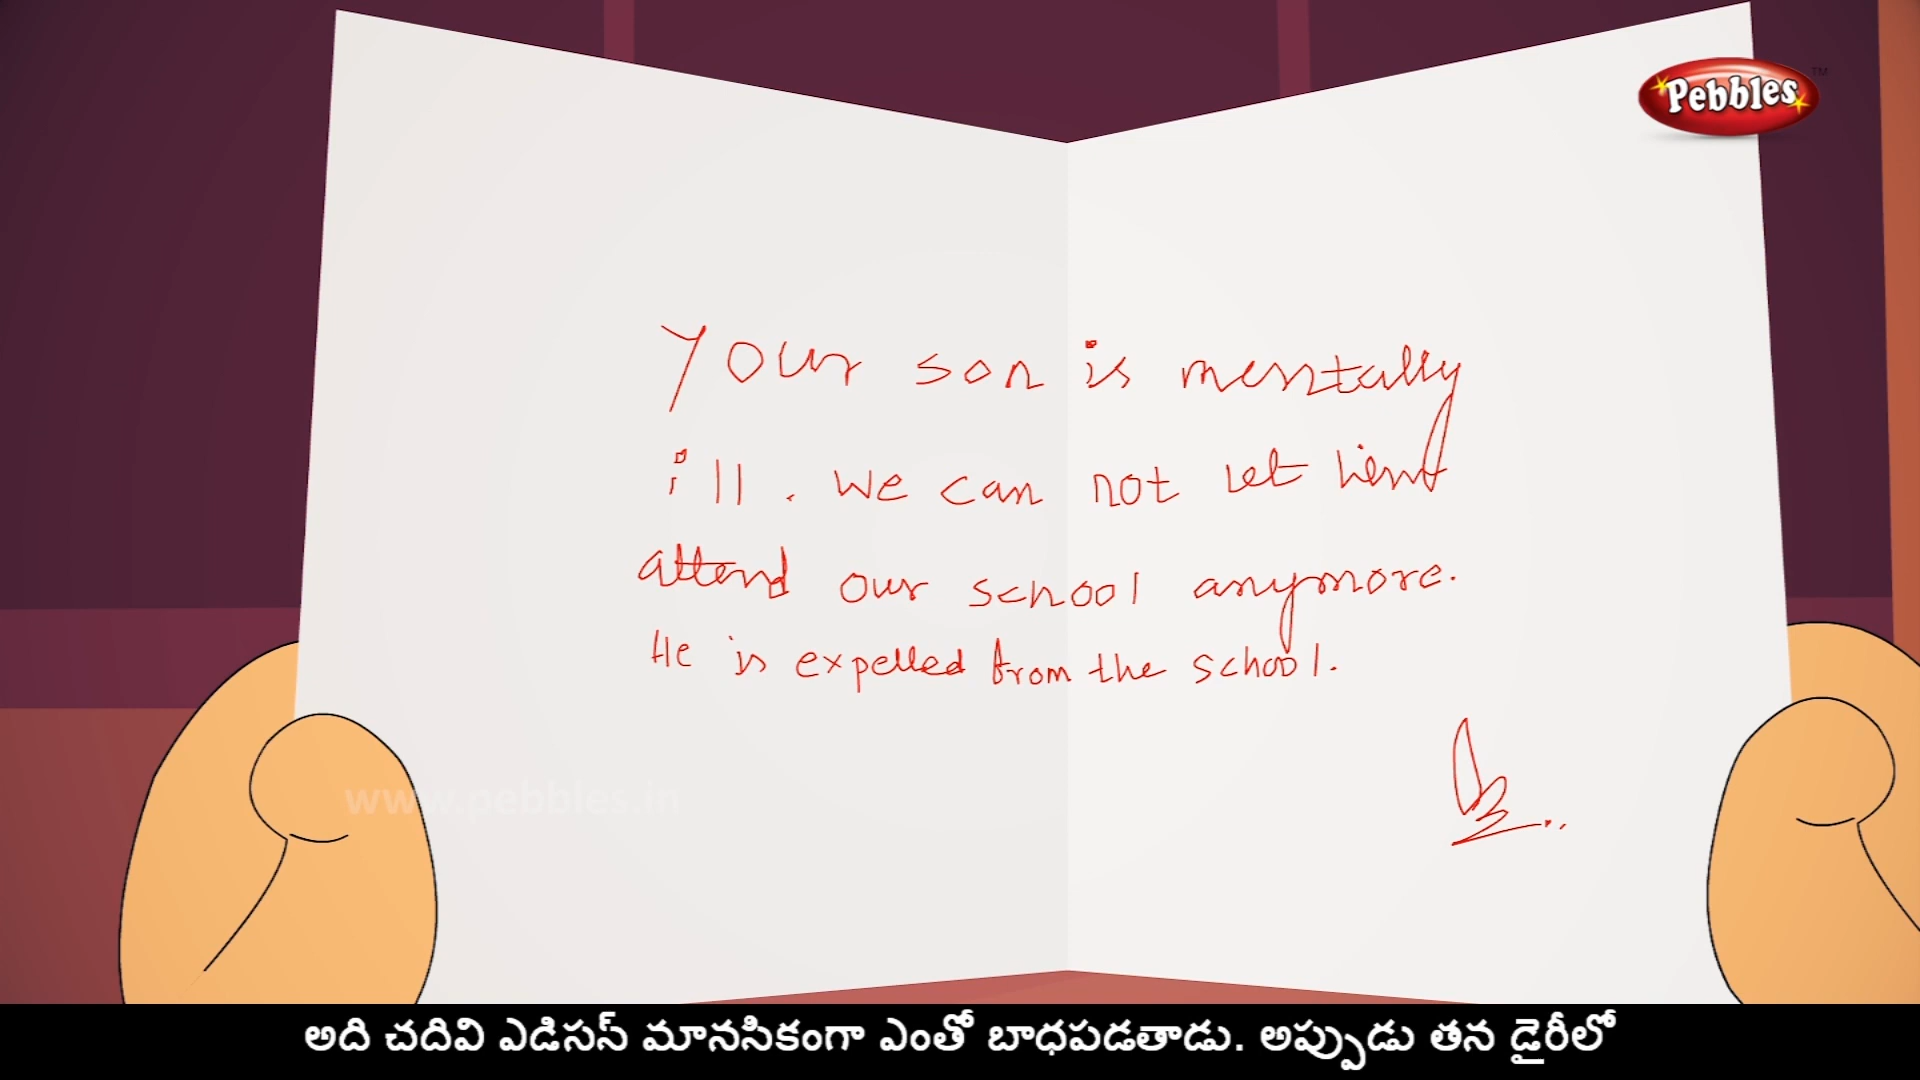 Pebbles™
Your son is mentally
ill. We can not let him
attend our school anymore.
He is expelled from the school.
www.pebbles.in
అది చదివి ఎడిసన్ మానసికంగా ఎంతో బాధపడతాడు. అప్పుడు తన డైరీలో